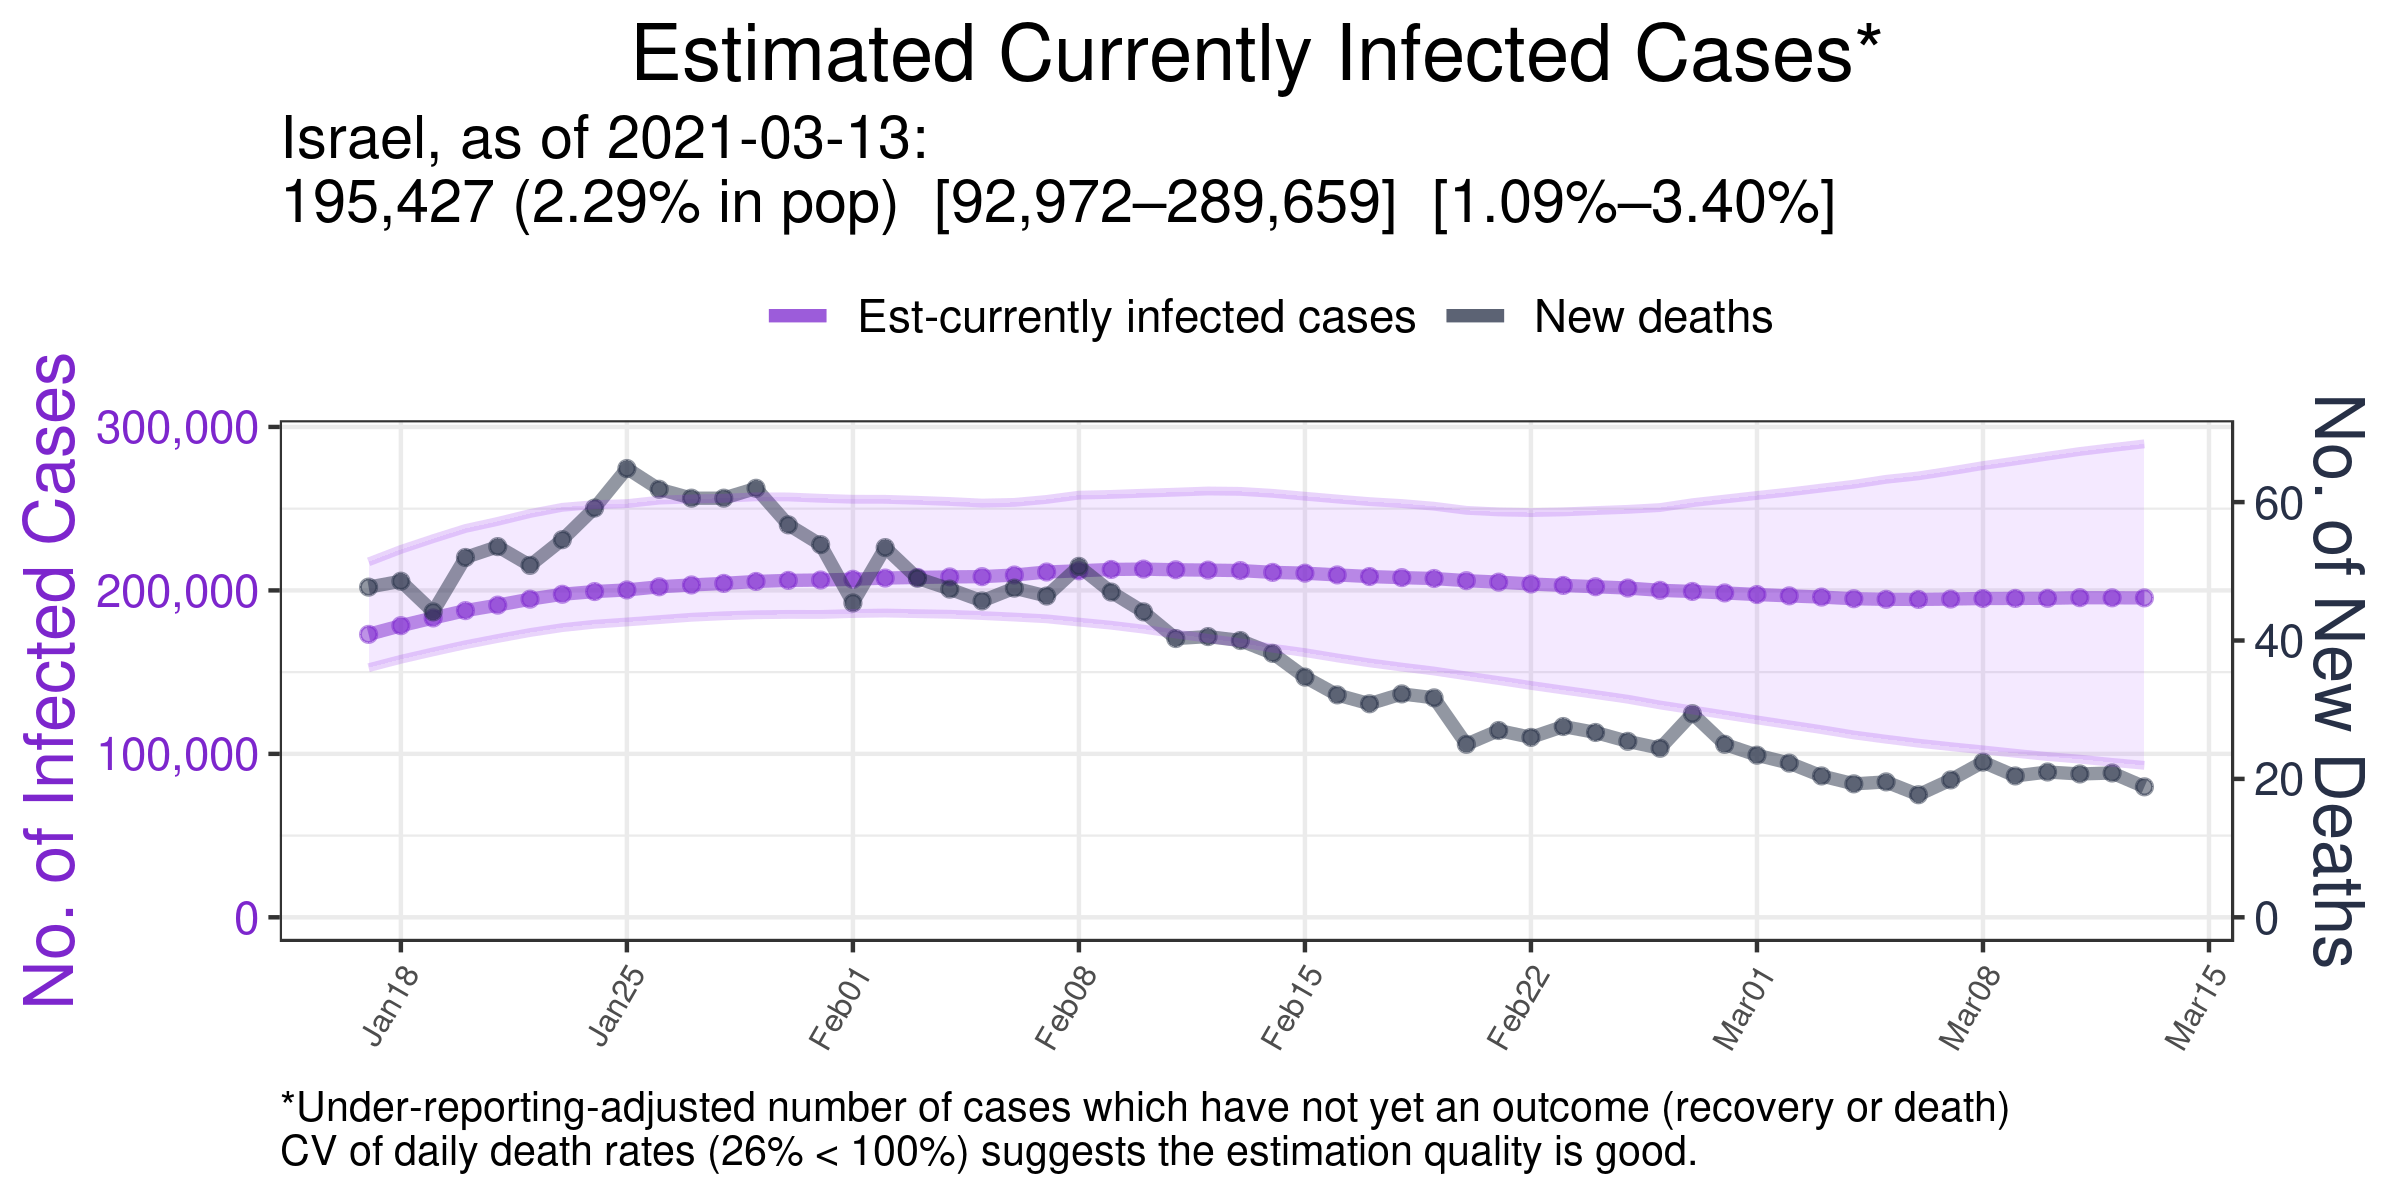 Estimated Currently Infected Cases*
Israel, as of 2021-03-13:
195,427 (2.29% in pop)  [92,972–289,659]  [1.09%–3.40%]
Est-currently infected cases
New deaths
No. of Infected Cases
300,000
200,000
100,000
0
60
40
20
0
No. of New Deaths
Jan18
Jan25
Feb01
Feb08
Feb15
Feb22
Mar01
Mar08
Mar15
*Under-reporting-adjusted number of cases which have not yet an outcome (recovery or death)
CV of daily death rates (26% < 100%) suggests the estimation quality is good.